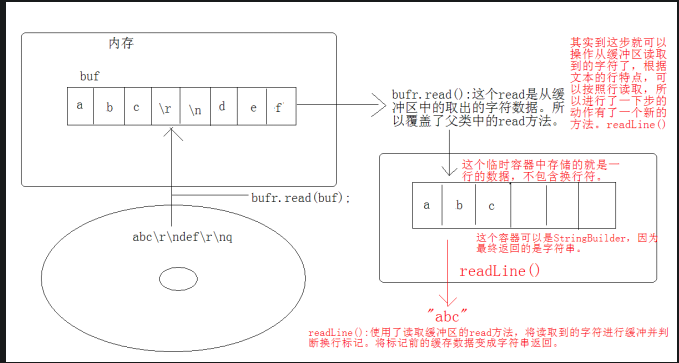 内存
buf
a b c \r \n d e f
bufr.read(buf);
abc\r\ndef\r\nq
bufr.read():这个read是从缓
冲区中的取出的字符数据。所
以覆盖了父类中的read方法。
其实到这步就可以
操作从缓冲区读取
到的字符了，根据
文本的行特点，可
以按照行读取，所
以进行了一下步的
动作有了一个新的
方法。readLine()
这个临时容器中存储的就是一
行的数据，不包含换行符，
a b c
这个容器可以是StringBuilder，因为
最终返回的是字符串。
readLine()
"abc"
readLine():使用了读取缓冲区的read方法，将读取到的字符进行缓冲并判
断换行标记。将标记前的缓存数据变成字符串返回。